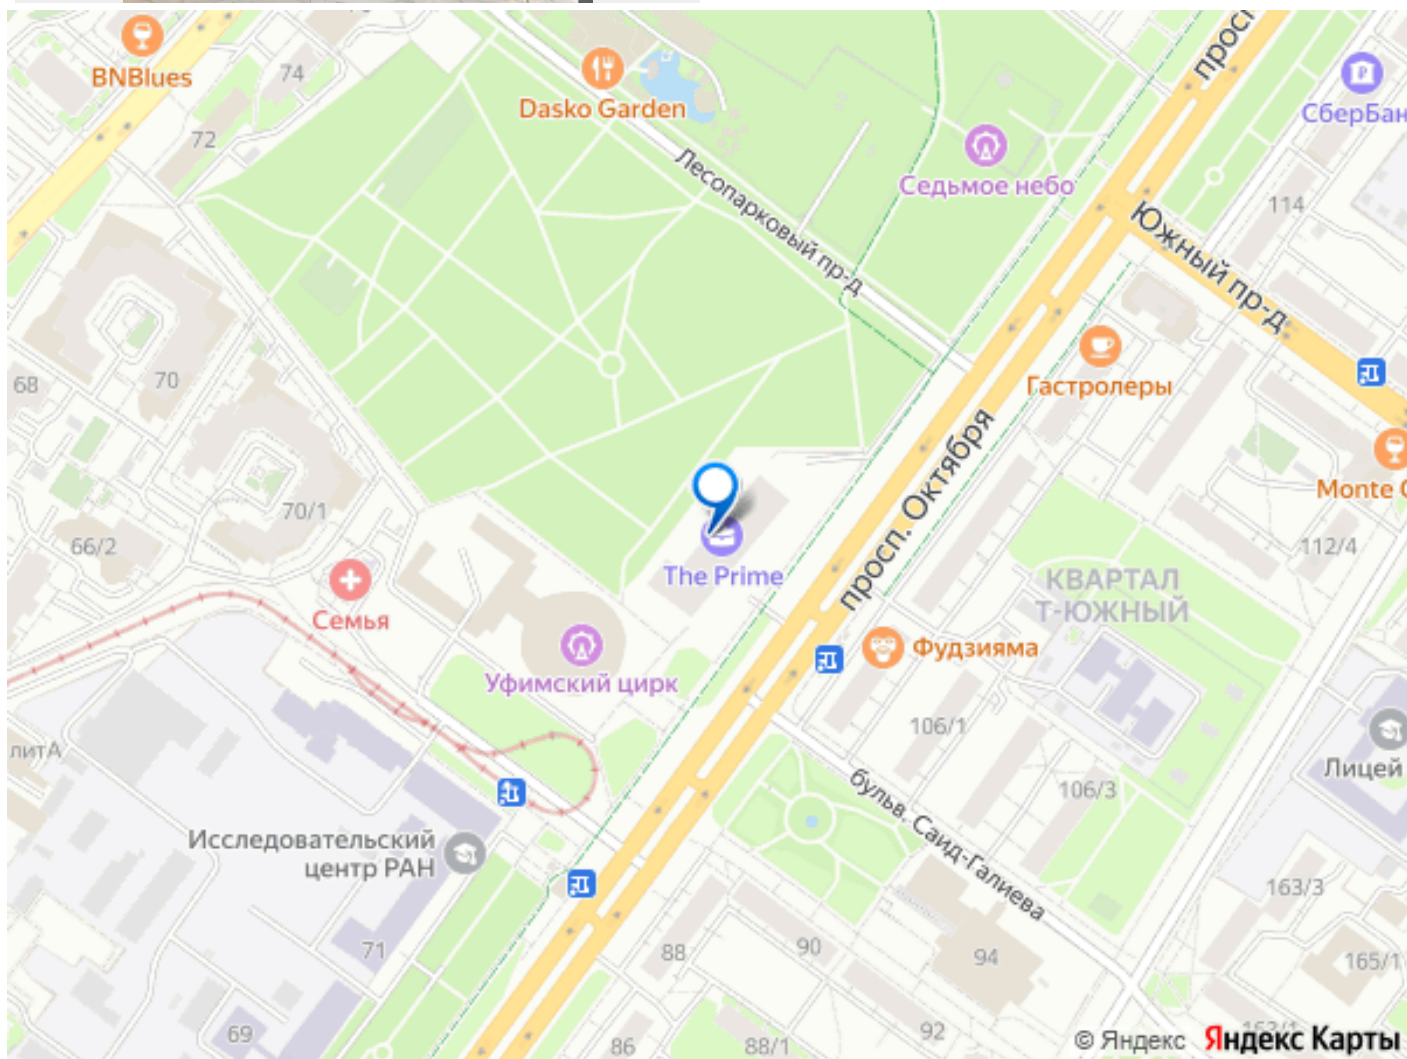 BNBlues
74
72
Dasko Garden
Лесопарковый пр-д
Седьмое небо
СберБан
114
Южный пр-д
Гастролеры
68
70
70/1
66/2
Семья
The Prime
просп. Октября
Monte
112/4
КВАРТАЛ
Т-ЮЖНЫЙ
Фудзияма
Уфимский цирк
106/1
106/3
литА
Лицей
бульв. Саид-Галиева
Исследовательский
центр РАН
71
69
88
90
94
163/3
165/1
86
88/1
92
© Яндекс Яндекс Карты